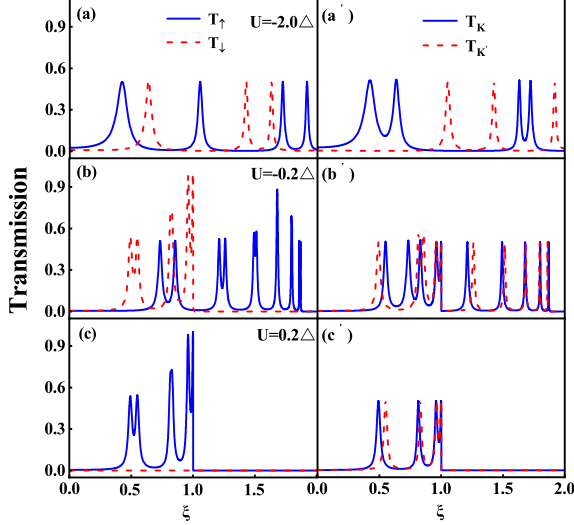 (a)
T↑
T↓
U=-2.0△
(a')
T_K
T_K'
0.9
0.6
0.3
0.0
(b)
U=-0.2△
(b')
0.9
0.6
0.3
0.0
Transmission
(c)
U=0.2△
(c')
0.9
0.6
0.3
0.0
0.0 0.5 1.0 1.5 0.0 0.5 1.0 1.5 2.0
ξ ξ